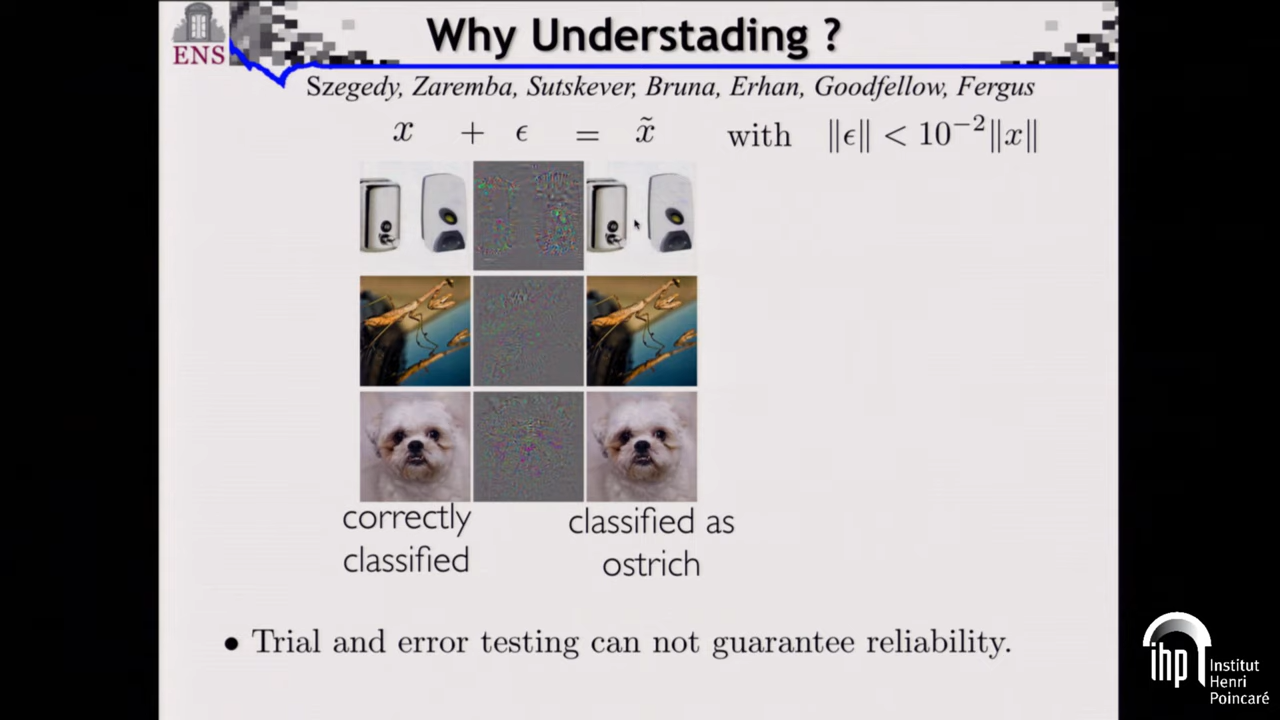 ENS
Why Understading ?
Szegedy, Zaremba, Sutskever, Bruna, Erhan, Goodfellow, Fergus
x + ϵ = x̃ with ‖ϵ‖ < 10⁻²‖x‖
correctly
classified
classified as
ostrich
• Trial and error testing can not guarantee reliability.
ihp
Institut
Henri
Poincaré